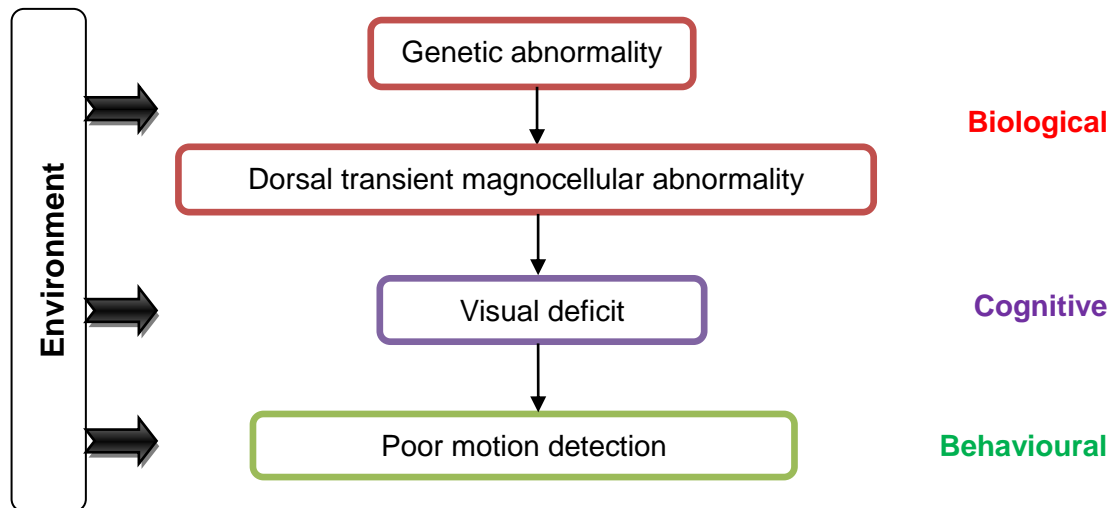 Environment
Genetic abnormality
Biological
Dorsal transient magnocellular abnormality
Visual deficit
Cognitive
Poor motion detection
Behavioural